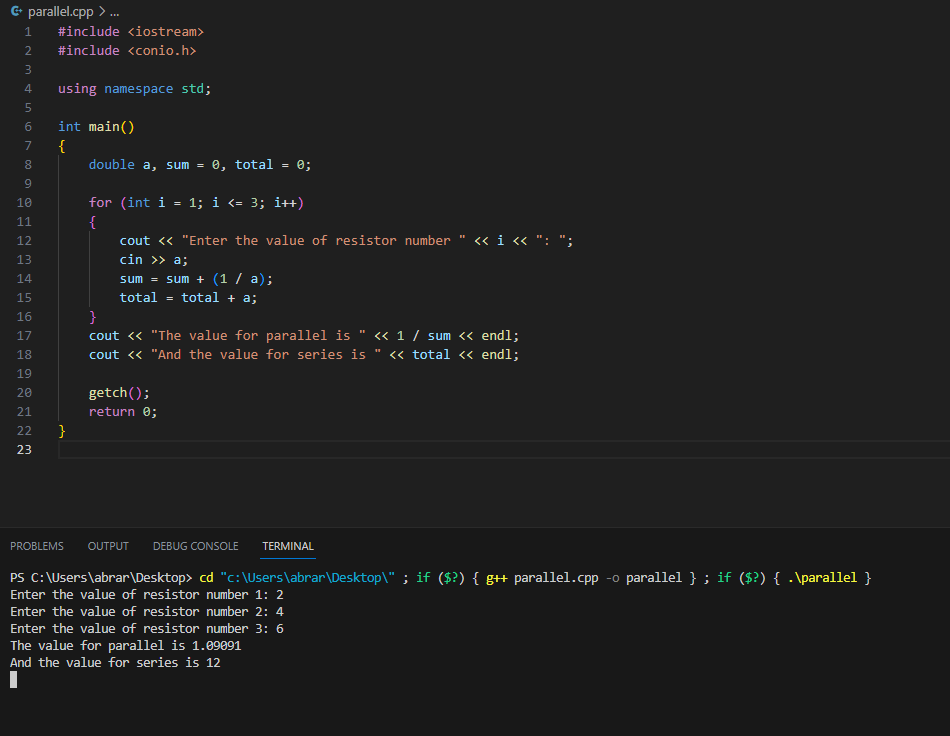 parallel.cpp > ...
1 #include <iostream>
2 #include <conio.h>
3
4 using namespace std;
5
6 int main()
7 {
8     double a, sum = 0, total = 0;
9
10     for (int i = 1; i <= 3; i++)
11     {
12         cout << "Enter the value of resistor number " << i << ": ";
13         cin >> a;
14         sum = sum + (1 / a);
15         total = total + a;
16     }
17     cout << "The value for parallel is " << 1 / sum << endl;
18     cout << "And the value for series is " << total << endl;
19
20     getch();
21     return 0;
22 }
23
PROBLEMS OUTPUT DEBUG CONSOLE TERMINAL
PS C:\Users\abrar\Desktop> cd "c:\Users\abrar\Desktop\" ; if ($?) { g++ parallel.cpp -o parallel } ; if ($?) { .\parallel }
Enter the value of resistor number 1: 2
Enter the value of resistor number 2: 4
Enter the value of resistor number 3: 6
The value for parallel is 1.09091
And the value for series is 12